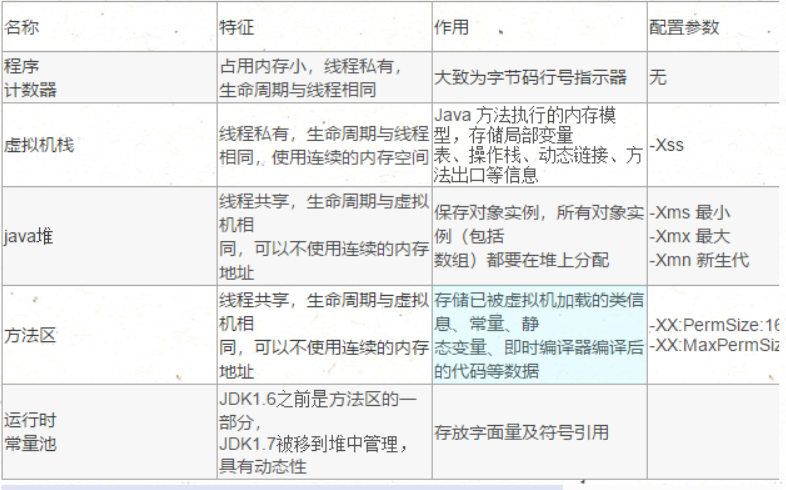 名称
特征
作用
配置参数
程序
计数器
占用内存小，线程私有，
生命周期与线程相同
大致为字节码行号指示器
无
虚拟机栈
线程私有，生命周期与线程
相同，使用连续的内存空间
Java 方法执行的内存模
型，存储局部变量
表、操作栈、动态链接、方
法出口等信息
-Xss
java堆
线程共享，生命周期与虚拟
机相
同，可以不使用连续的内存
地址
保存对象实例，所有对象实
例（包括
数组）都要在堆上分配
-Xms 最小
-Xmx 最大
-Xmn 新生代
方法区
线程共享，生命周期与虚拟
机相
同，可以不使用连续的内存
地址
存储已被虚拟机加载的类信
息、常量、静
态变量、即时编译器编译后
的代码等数据
-XX:PermSize:16
-XX:MaxPermSiz
运行时
常量池
JDK1.6之前是方法区的一
部分，
JDK1.7被移到堆中管理，
具有动态性
存放字面量及符号引用